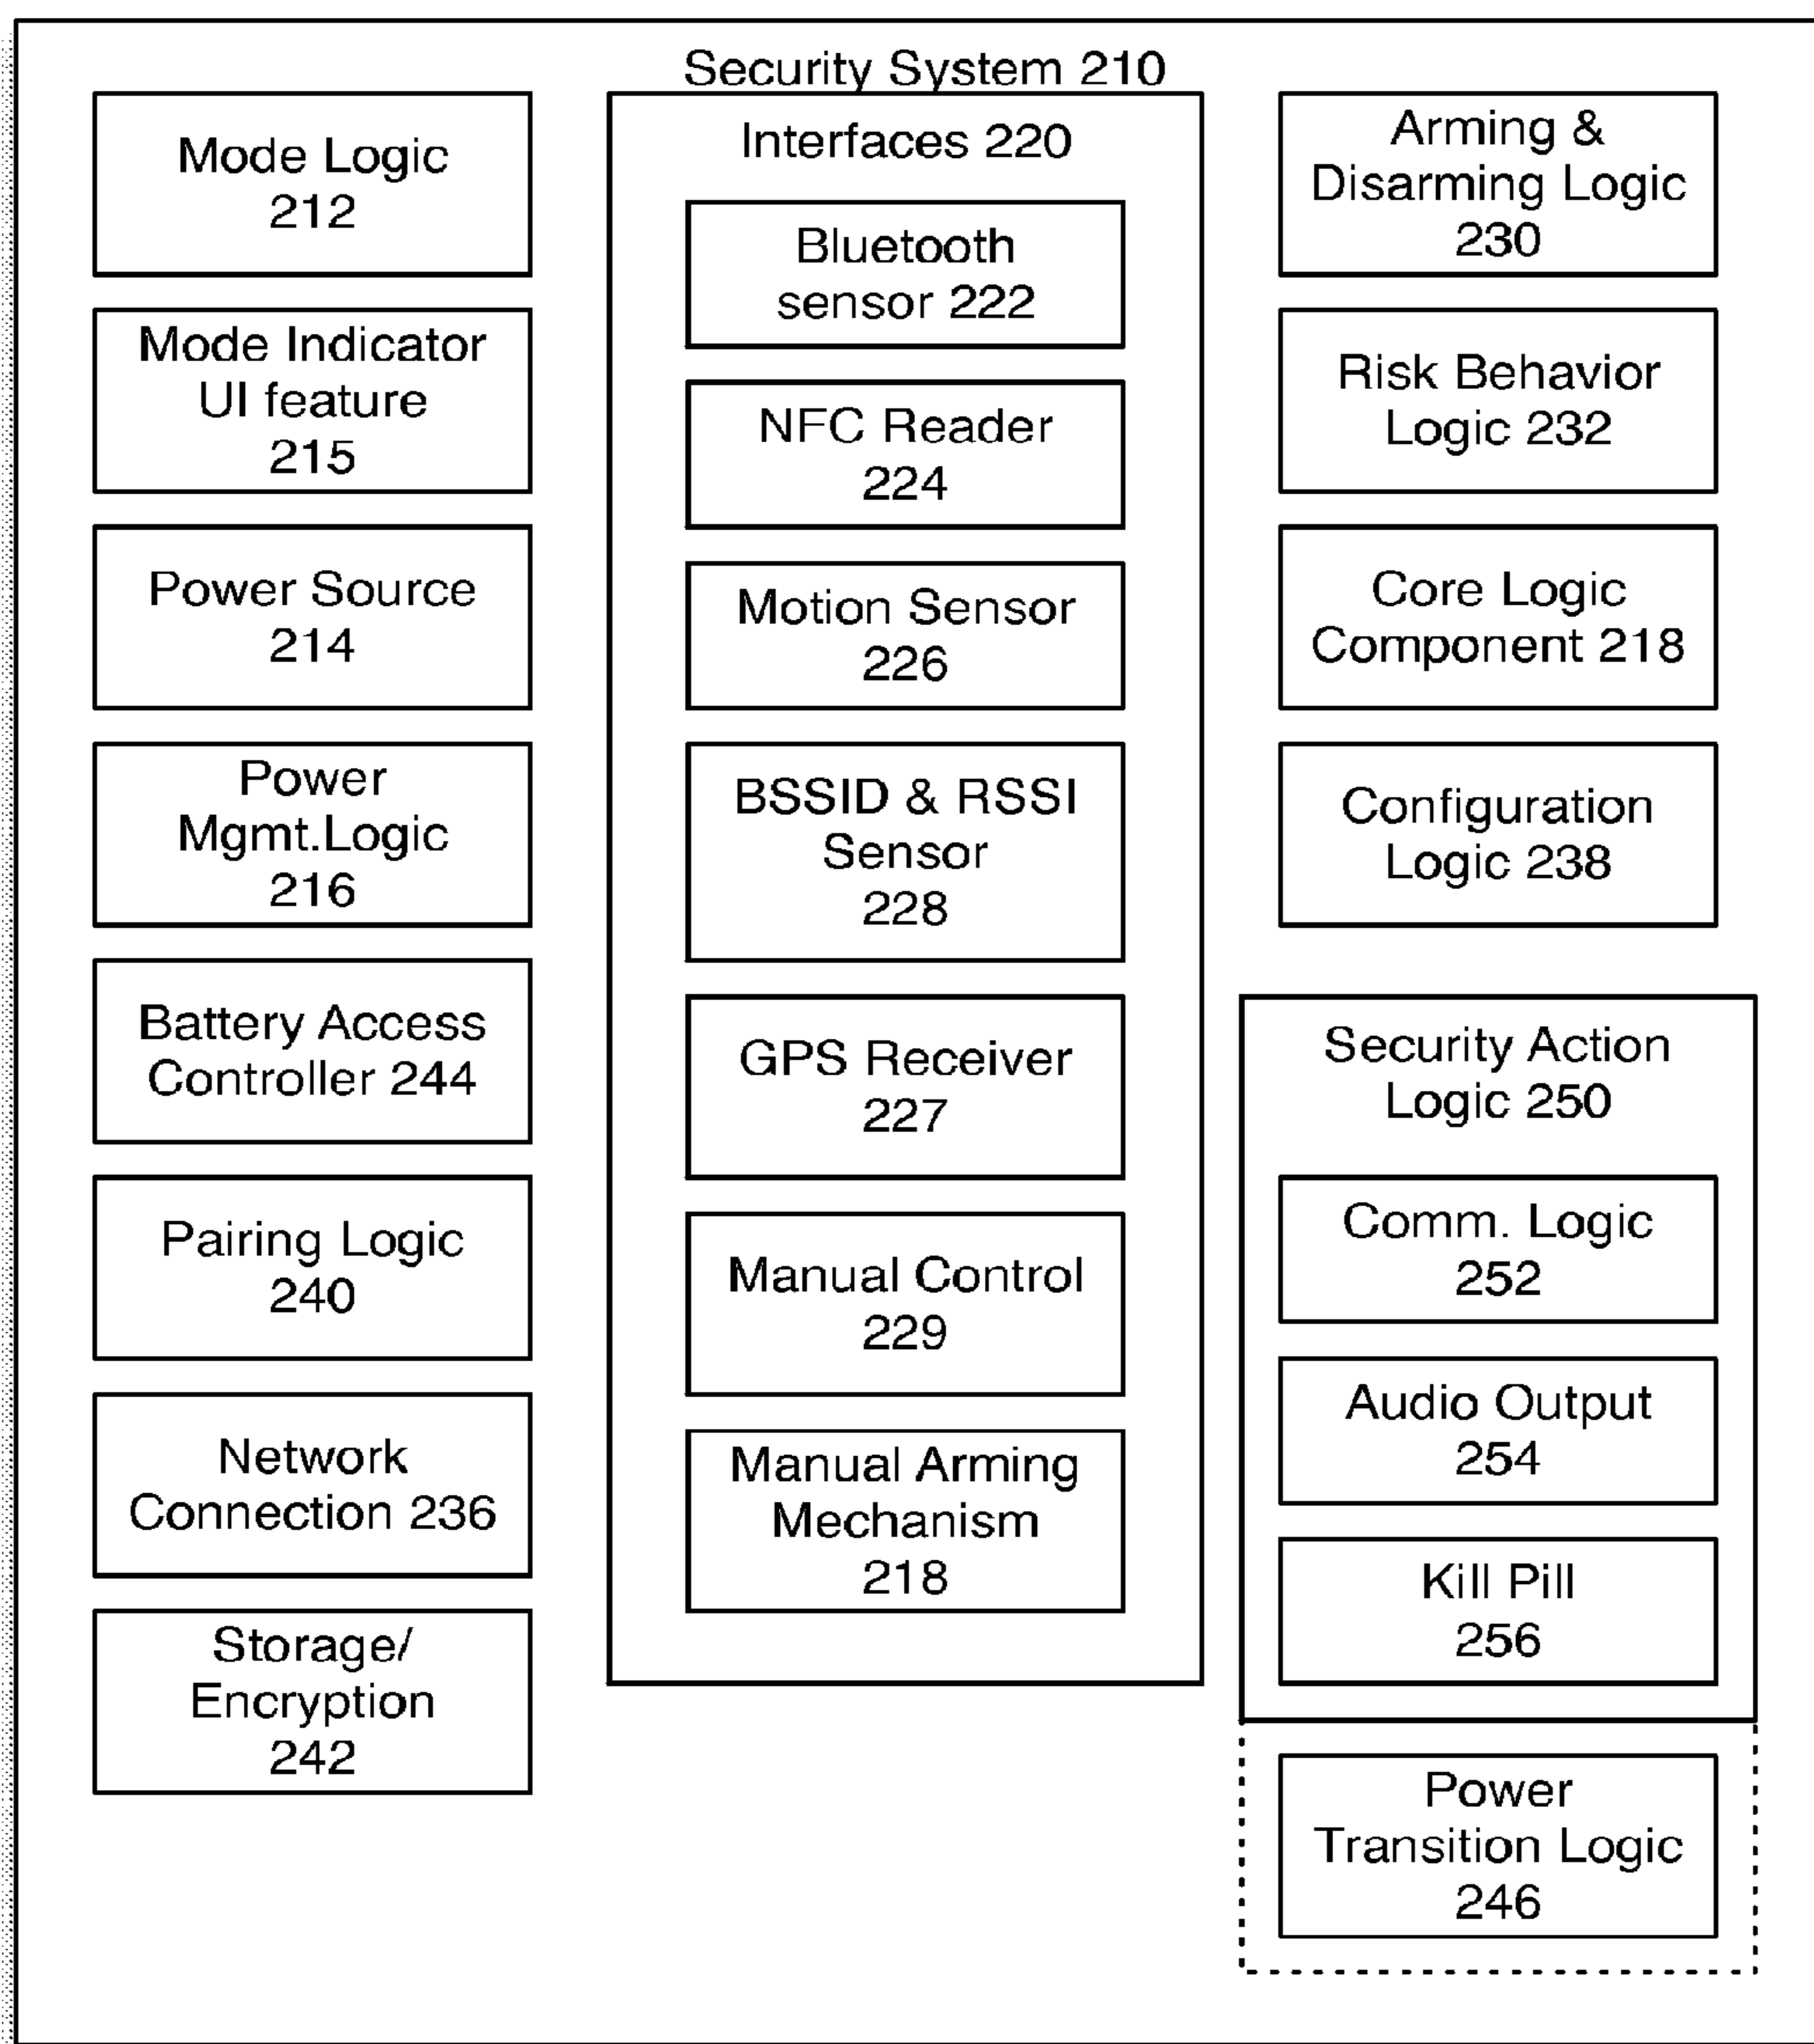 Security System 210
Mode Logic
212
Mode Indicator
UI feature
215
Power Source
214
Power
Mgmt.Logic
216
Battery Access
Controller 244
Pairing Logic
240
Network
Connection 236
Storage/
Encryption
242
Interfaces 220
Bluetooth
sensor 222
NFC Reader
224
Motion Sensor
226
BSSID & RSSI
Sensor
228
GPS Receiver
227
Manual Control
229
Manual Arming
Mechanism
218
Arming &
Disarming Logic
230
Risk Behavior
Logic 232
Core Logic
Component 218
Configuration
Logic 238
Security Action
Logic 250
Comm. Logic
252
Audio Output
254
Kill Pill
256
Power
Transition Logic
246